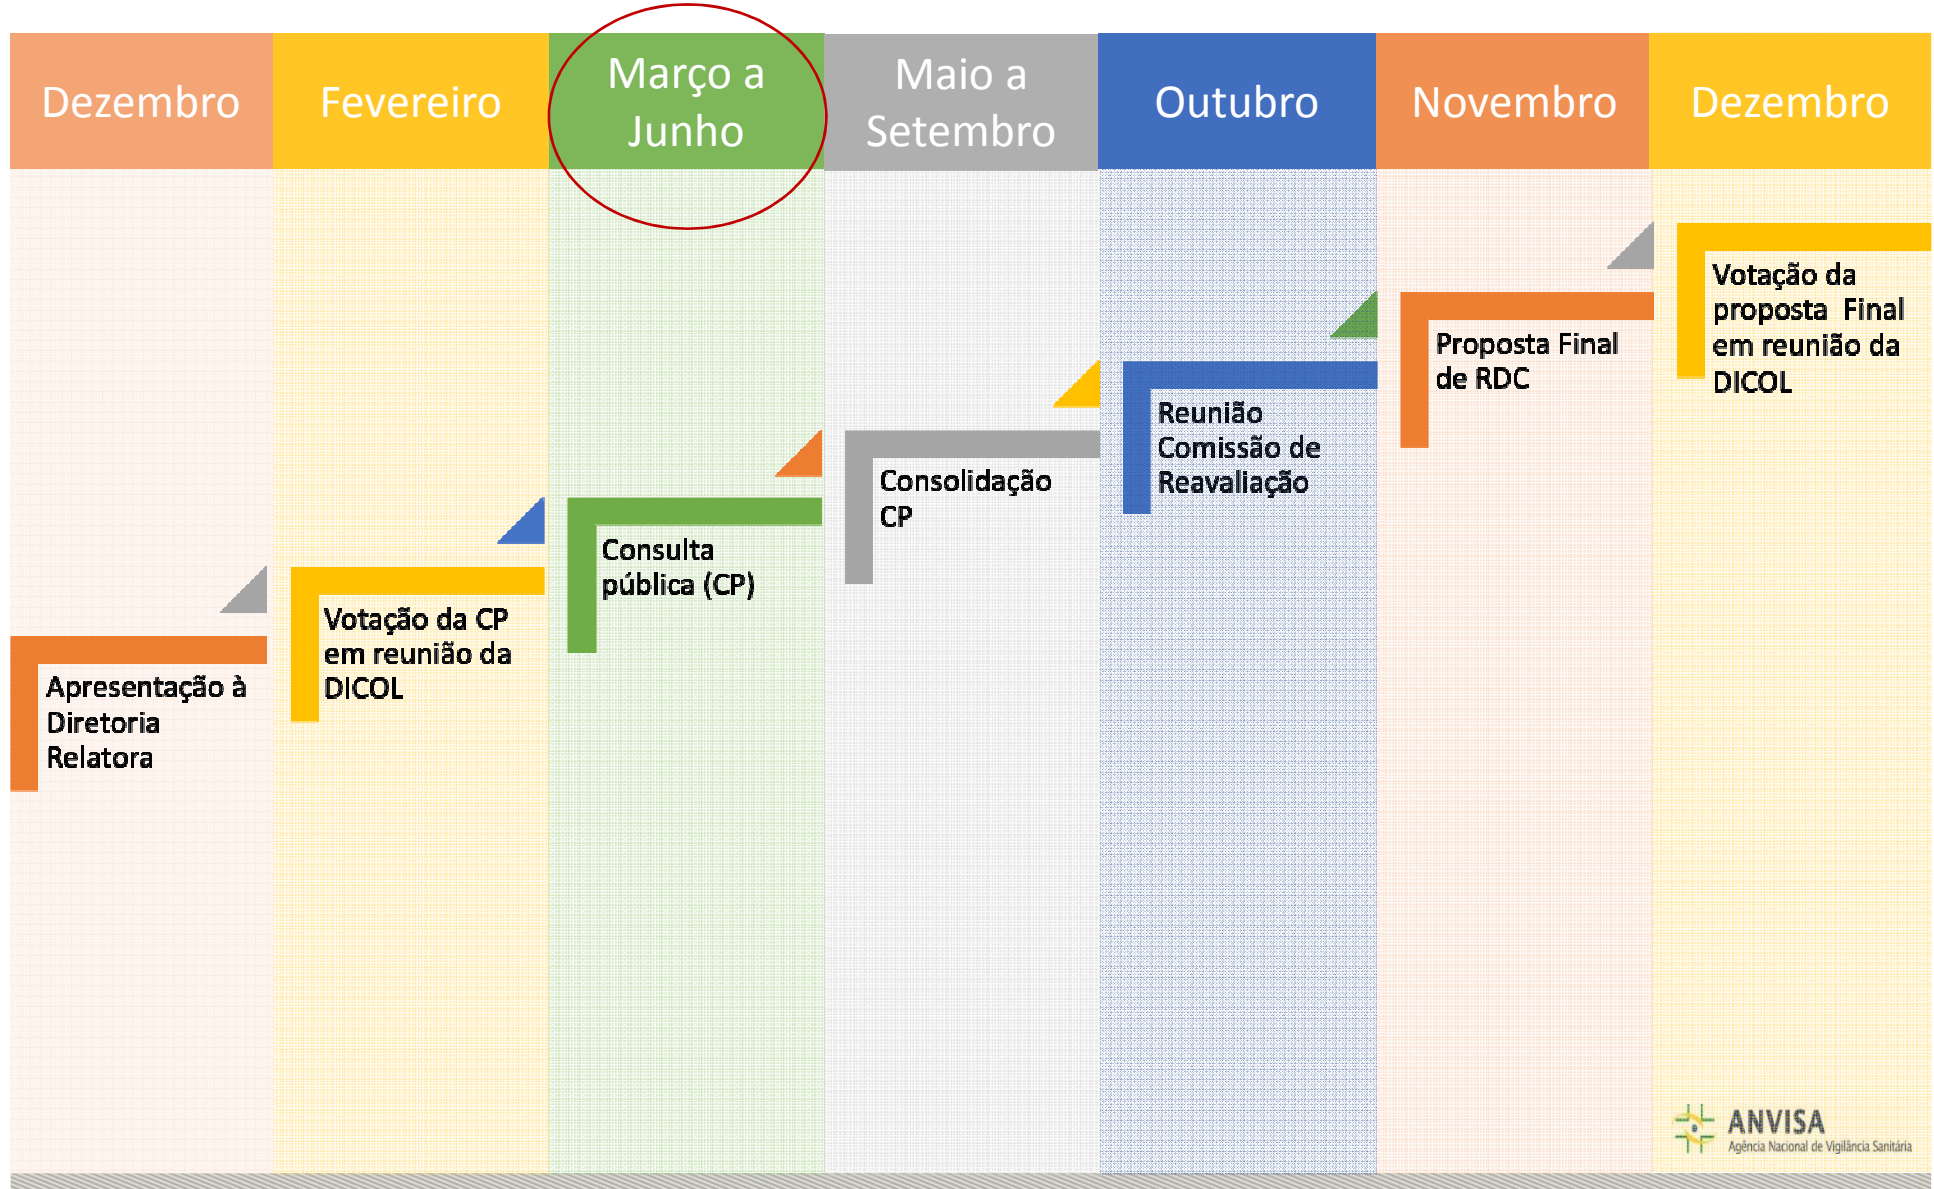 Dezembro
Fevereiro
Março a
Junho
Maio a
Setembro
Outubro
Novembro
Dezembro
Apresentação à
Diretoria
Relatora
Votação da CP
em reunião da
DICOL
Consulta
pública (CP)
Consolidação
CP
Reunião
Comissão de
Reavaliação
Proposta Final
de RDC
Votação da
proposta Final
em reunião da
DICOL
ANVISA
Agência Nacional de Vigilância Sanitária